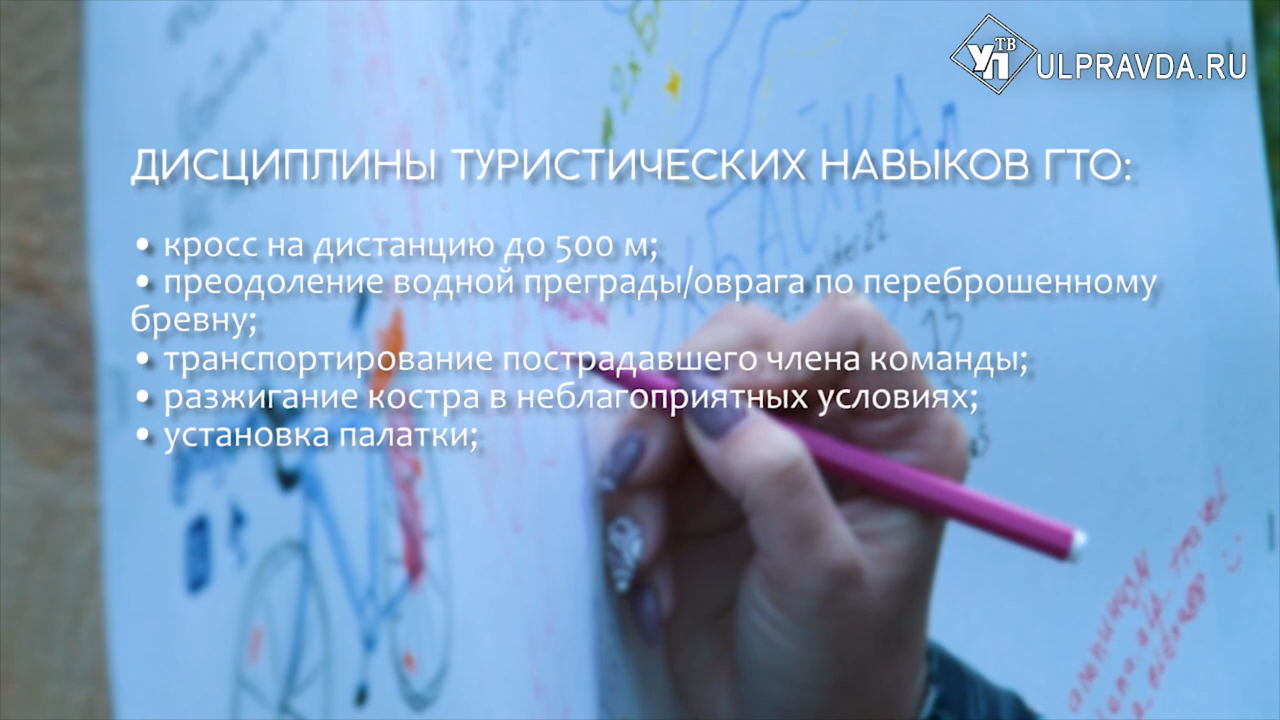 УП ТВ ULPRAVDA.RU
ДИСЦИПЛИНЫ ТУРИСТИЧЕСКИХ НАВЫКОВ ГТО:
• кросс на дистанцию до 500 м;
• преодоление водной преграды/оврага по переброшенному
бревну;
• транспортирование пострадавшего члена команды;
• разжигание костра в неблагоприятных условиях;
• установка палатки;
БАЙКАЛ